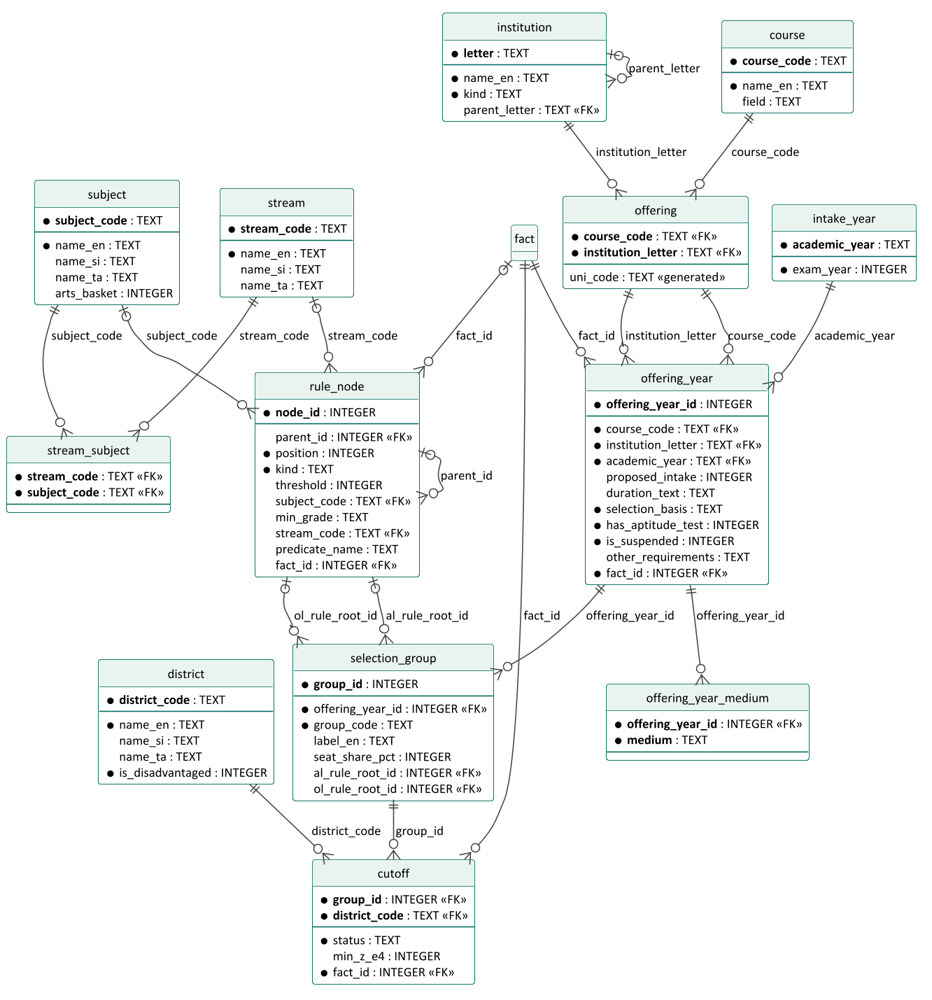 institution
● letter : TEXT
● name_en : TEXT
● kind : TEXT
parent_letter : TEXT «FK»
parent_letter
course
● course_code : TEXT
● name_en : TEXT
field : TEXT
institution_letter
course_code
subject
● subject_code : TEXT
● name_en : TEXT
name_si : TEXT
name_ta : TEXT
arts_basket : INTEGER
stream
● stream_code : TEXT
● name_en : TEXT
name_si : TEXT
name_ta : TEXT
fact
offering
● course_code : TEXT «FK»
● institution_letter : TEXT «FK»
uni_code : TEXT «generated»
intake_year
● academic_year : TEXT
● exam_year : INTEGER
subject_code
subject_code
stream_code
stream_code
fact_id
fact_id
institution_letter
course_code
academic_year
stream_subject
● stream_code : TEXT «FK»
● subject_code : TEXT «FK»
rule_node
● node_id : INTEGER
parent_id : INTEGER «FK»
● position : INTEGER
● kind : TEXT
threshold : INTEGER
subject_code : TEXT «FK»
min_grade : TEXT
stream_code : TEXT «FK»
predicate_name : TEXT
fact_id : INTEGER «FK»
parent_id
offering_year
● offering_year_id : INTEGER
● course_code : TEXT «FK»
● institution_letter : TEXT «FK»
● academic_year : TEXT «FK»
proposed_intake : INTEGER
duration_text : TEXT
● selection_basis : TEXT
● has_aptitude_test : INTEGER
● is_suspended : INTEGER
other_requirements : TEXT
● fact_id : INTEGER «FK»
ol_rule_root_id
al_rule_root_id
fact_id
offering_year_id
offering_year_id
district
● district_code : TEXT
● name_en : TEXT
name_si : TEXT
name_ta : TEXT
● is_disadvantaged : INTEGER
selection_group
● group_id : INTEGER
● offering_year_id : INTEGER «FK»
● group_code : TEXT
label_en : TEXT
seat_share_pct : INTEGER
al_rule_root_id : INTEGER «FK»
ol_rule_root_id : INTEGER «FK»
offering_year_medium
● offering_year_id : INTEGER «FK»
● medium : TEXT
district_code
group_id
cutoff
● group_id : INTEGER «FK»
● district_code : TEXT «FK»
● status : TEXT
min_z_e4 : INTEGER
● fact_id : INTEGER «FK»